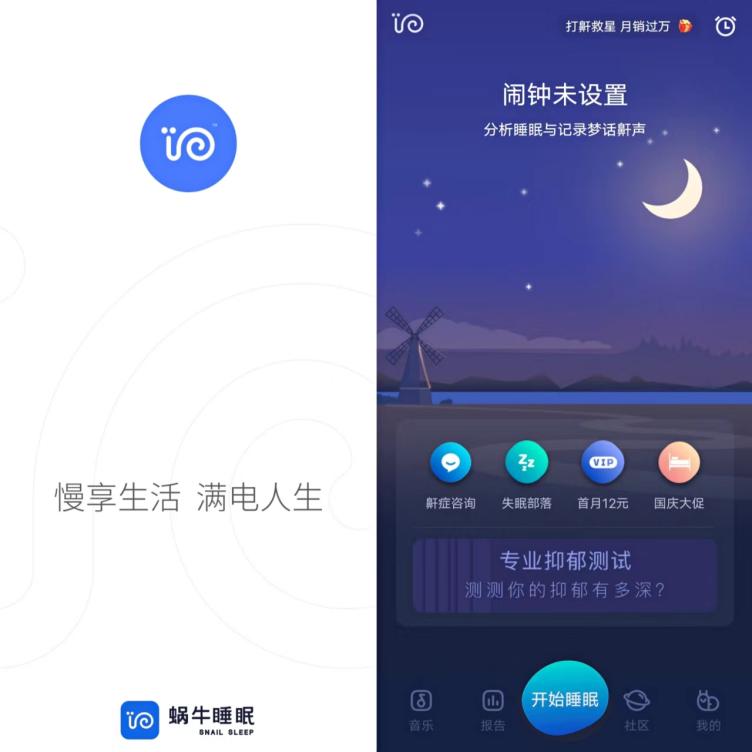 慢享生活 满电人生
蜗牛睡眠
SNAIL SLEEP
打鼾救星 月销过万
闹钟未设置
分析睡眠与记录梦话鼾声
zzz
VIP
鼾症咨询
失眠部落
首月12元
国庆大促
专业抑郁测试
测测你的抑郁有多深？
音乐
报告
开始睡眠
社区
我的